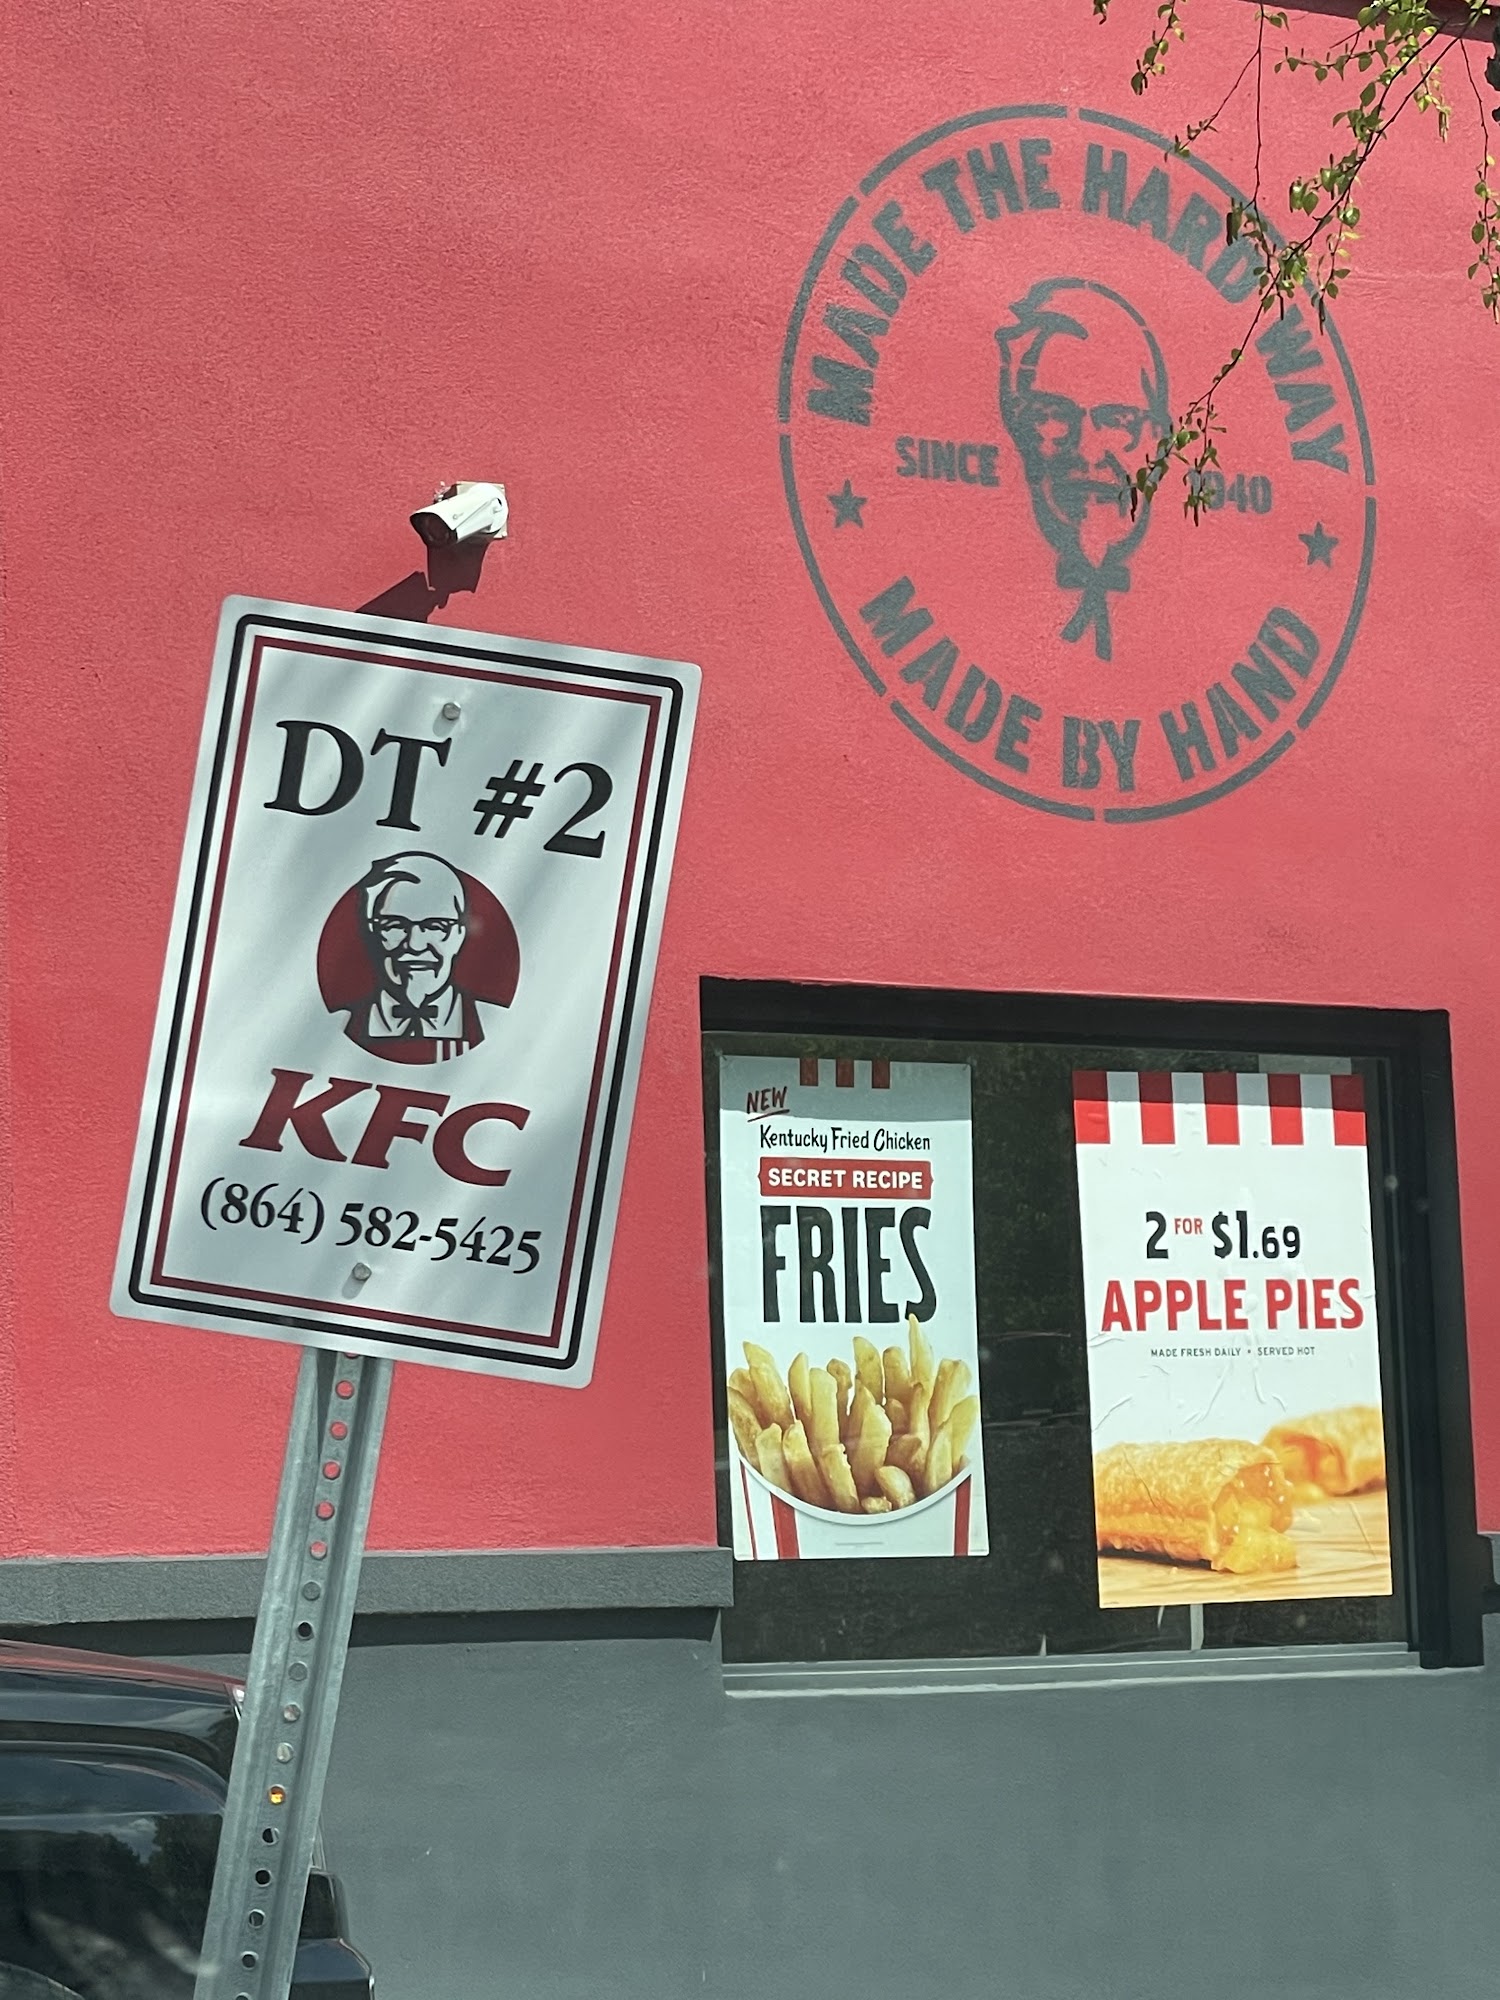 MADE THE HARD WAY
SINCE 1940
MADE BY HAND
DT #2
KFC
(864) 582-5425
NEW
Kentucky Fried Chicken
SECRET RECIPE
FRIES
2 FOR $1.69
APPLE PIES
MADE FRESH DAILY • SERVED HOT